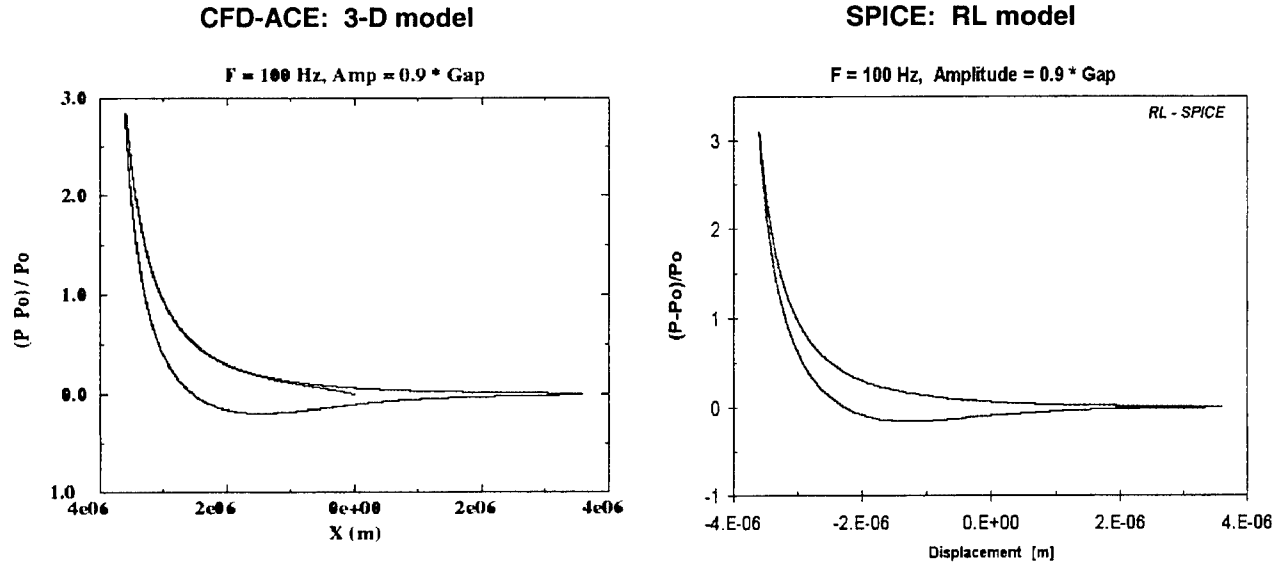 CFD-ACE: 3-D model
F = 100 Hz, Amp = 0.9 * Gap
3.0
2.0
1.0
0.0
1.0
(P Po) / Po
4e06 2e06 0e+00 2e06 4e06
X (m)
SPICE: RL model
F = 100 Hz, Amplitude = 0.9 * Gap
RL - SPICE
3
2
1
0
-1
(P-Po)/Po
-4.E-06 -2.E-06 0.E+00 2.E-06 4.E-06
Displacement [m]